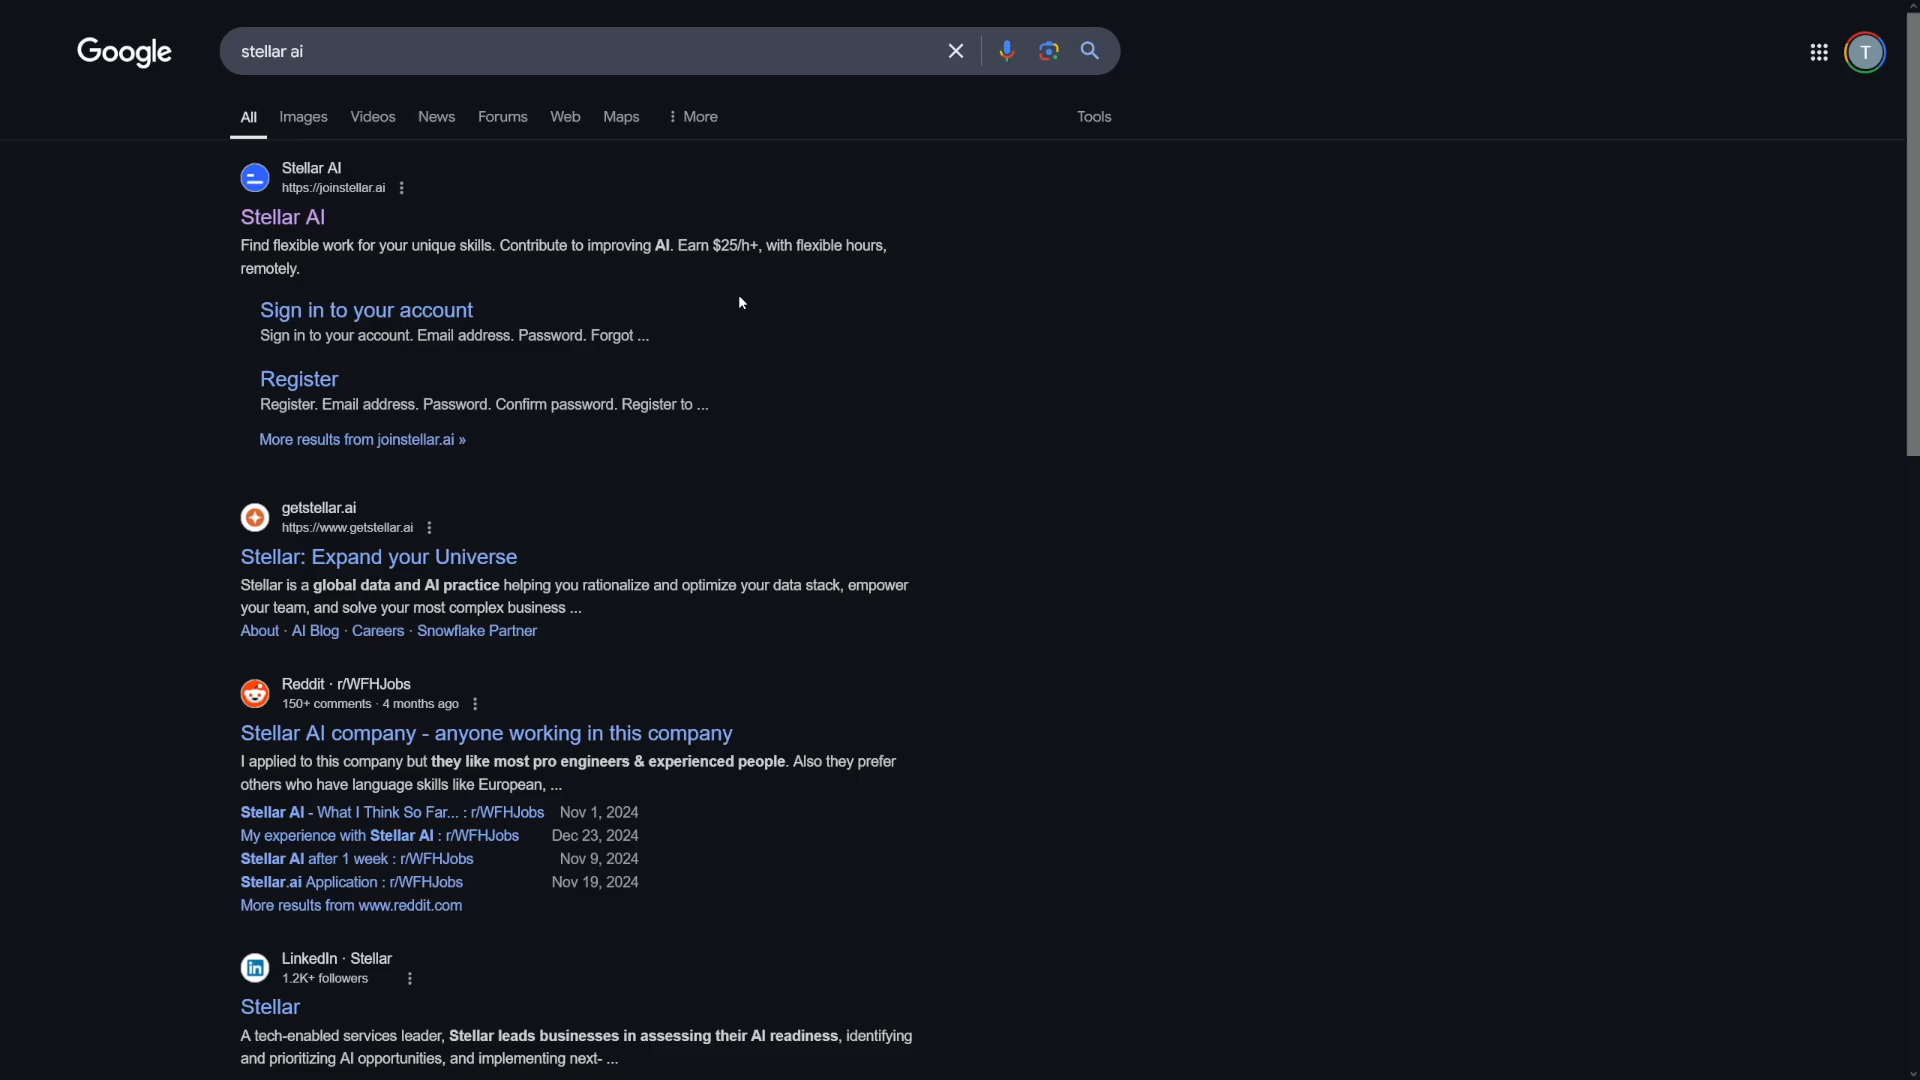 Google
stellar ai
All Images Videos News Forums Web Maps More Tools
T
Stellar AI
https://joinstellar.ai
Stellar AI
Find flexible work for your unique skills. Contribute to improving AI. Earn $25/h+, with flexible hours,
remotely.
Sign in to your account
Sign in to your account. Email address. Password. Forgot ...
Register
Register. Email address. Password. Confirm password. Register to ...
More results from joinstellar.ai »
getstellar.ai
https://www.getstellar.ai
Stellar: Expand your Universe
Stellar is a global data and AI practice helping you rationalize and optimize your data stack, empower
your team, and solve your most complex business ...
About · AI Blog · Careers · Snowflake Partner
Reddit · r/WFHJobs
150+ comments · 4 months ago
Stellar AI company - anyone working in this company
I applied to this company but they like most pro engineers & experienced people. Also they prefer
others who have language skills like European, ...
Stellar AI - What I Think So Far... : r/WFHJobs Nov 1, 2024
My experience with Stellar AI : r/WFHJobs Dec 23, 2024
Stellar AI after 1 week : r/WFHJobs Nov 9, 2024
Stellar.ai Application : r/WFHJobs Nov 19, 2024
More results from www.reddit.com
in
LinkedIn · Stellar
1.2K+ followers
Stellar
A tech-enabled services leader, Stellar leads businesses in assessing their AI readiness, identifying
and prioritizing AI opportunities, and implementing next- ...